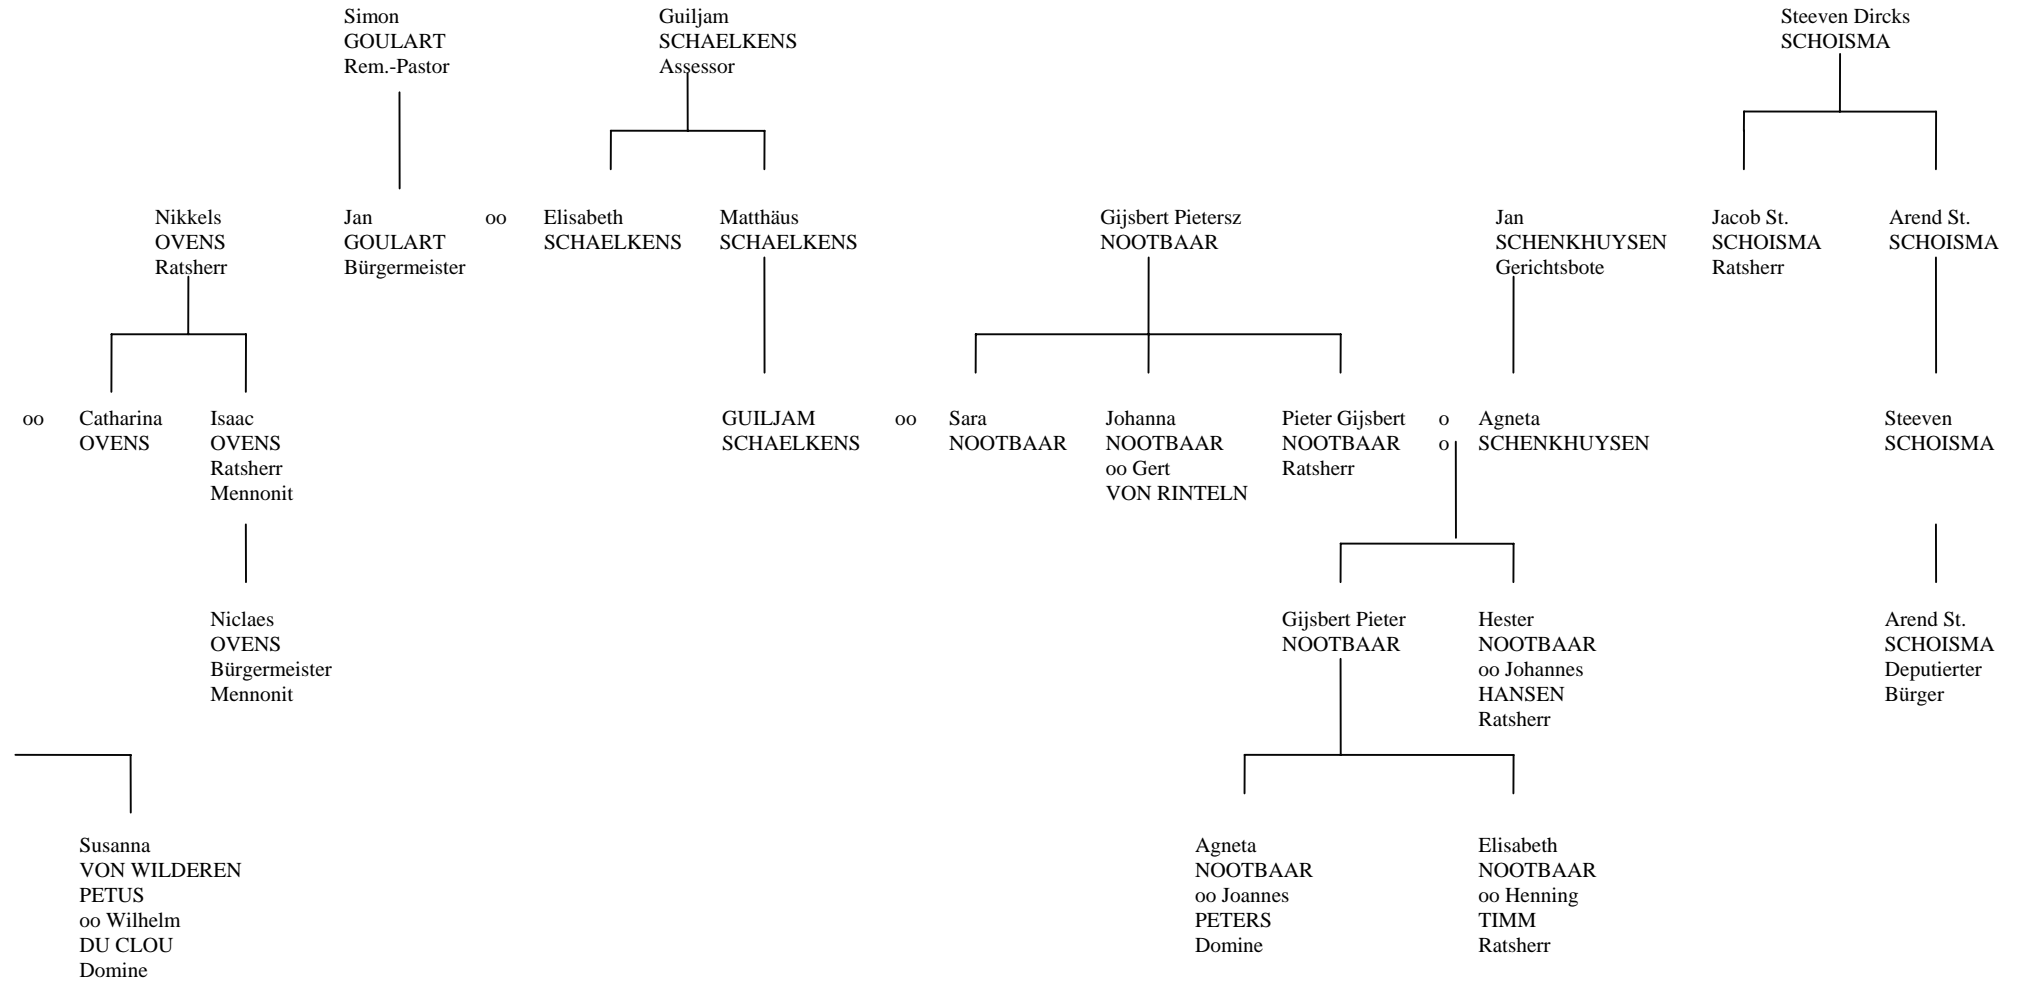 Simon
GOULART
Rem.-Pastor
Guiljam
SCHAELKENS
Assessor
Steeven Dircks
SCHOISMA
Nikkels
OVENS
Ratsherr
Jan
GOULART
Bürgermeister
oo
Elisabeth
SCHAELKENS
Matthäus
SCHAELKENS
Gijsbert Pietersz
NOOTBAAR
Jan
SCHENKHUYSEN
Gerichtsbote
Jacob St.
SCHOISMA
Ratsherr
Arend St.
SCHOISMA
oo
Catharina
OVENS
Isaac
OVENS
Ratsherr
Mennonit
GUILJAM
SCHAELKENS
oo
Sara
NOOTBAAR
Johanna
NOOTBAAR
oo Gert
VON RINTELN
Pieter Gijsbert
NOOTBAAR
Ratsherr
o
o
Agneta
SCHENKHUYSEN
Steeven
SCHOISMA
Niclaes
OVENS
Bürgermeister
Mennonit
Gijsbert Pieter
NOOTBAAR
Hester
NOOTBAAR
oo Johannes
HANSEN
Ratsherr
Arend St.
SCHOISMA
Deputierter
Bürger
Susanna
VON WILDEREN
PETUS
oo Wilhelm
DU CLOU
Domine
Agneta
NOOTBAAR
oo Joannes
PETERS
Domine
Elisabeth
NOOTBAAR
oo Henning
TIMM
Ratsherr